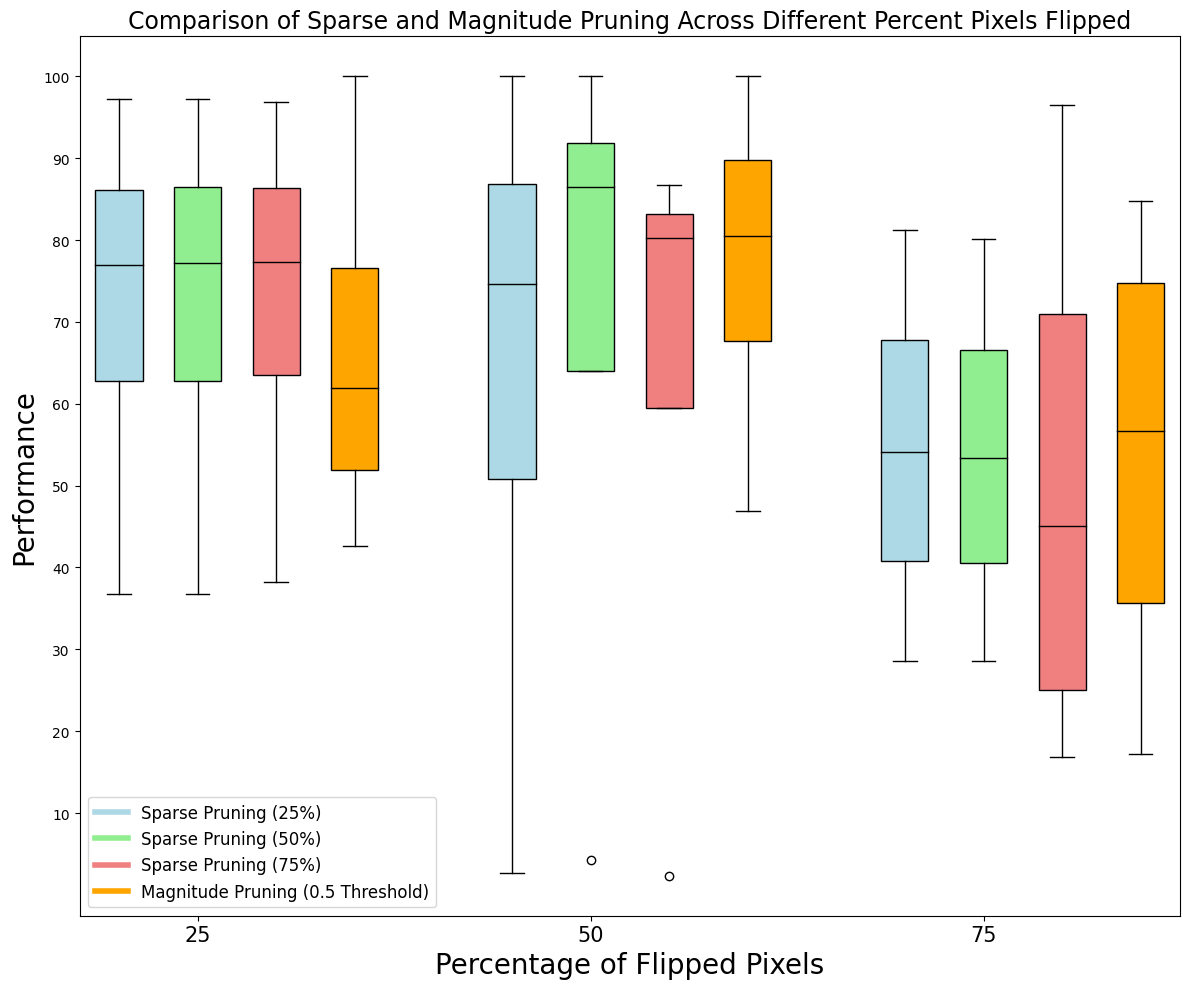 Comparison of Sparse and Magnitude Pruning Across Different Percent Pixels Flipped
100
90
80
70
60
50
40
30
20
10
Performance
Sparse Pruning (25%)
Sparse Pruning (50%)
Sparse Pruning (75%)
Magnitude Pruning (0.5 Threshold)
25 50 75
Percentage of Flipped Pixels